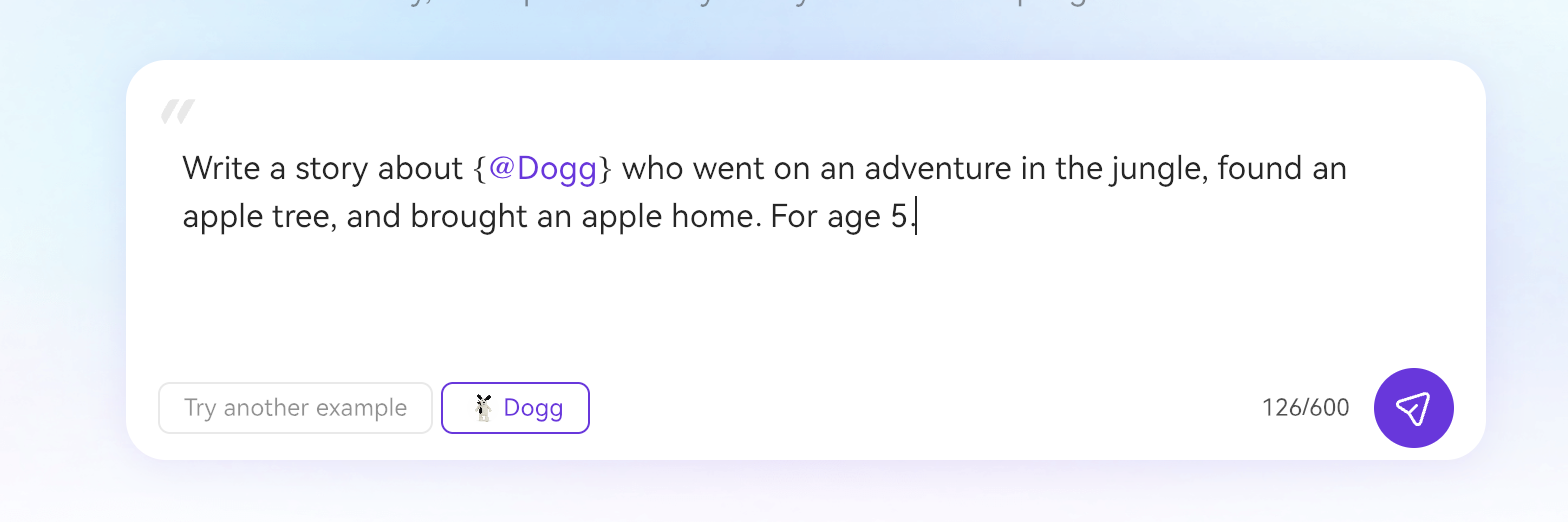 Write a story about {@Dogg} who went on an adventure in the jungle, found an
apple tree, and brought an apple home. For age 5.
Try another example
Dogg
126/600